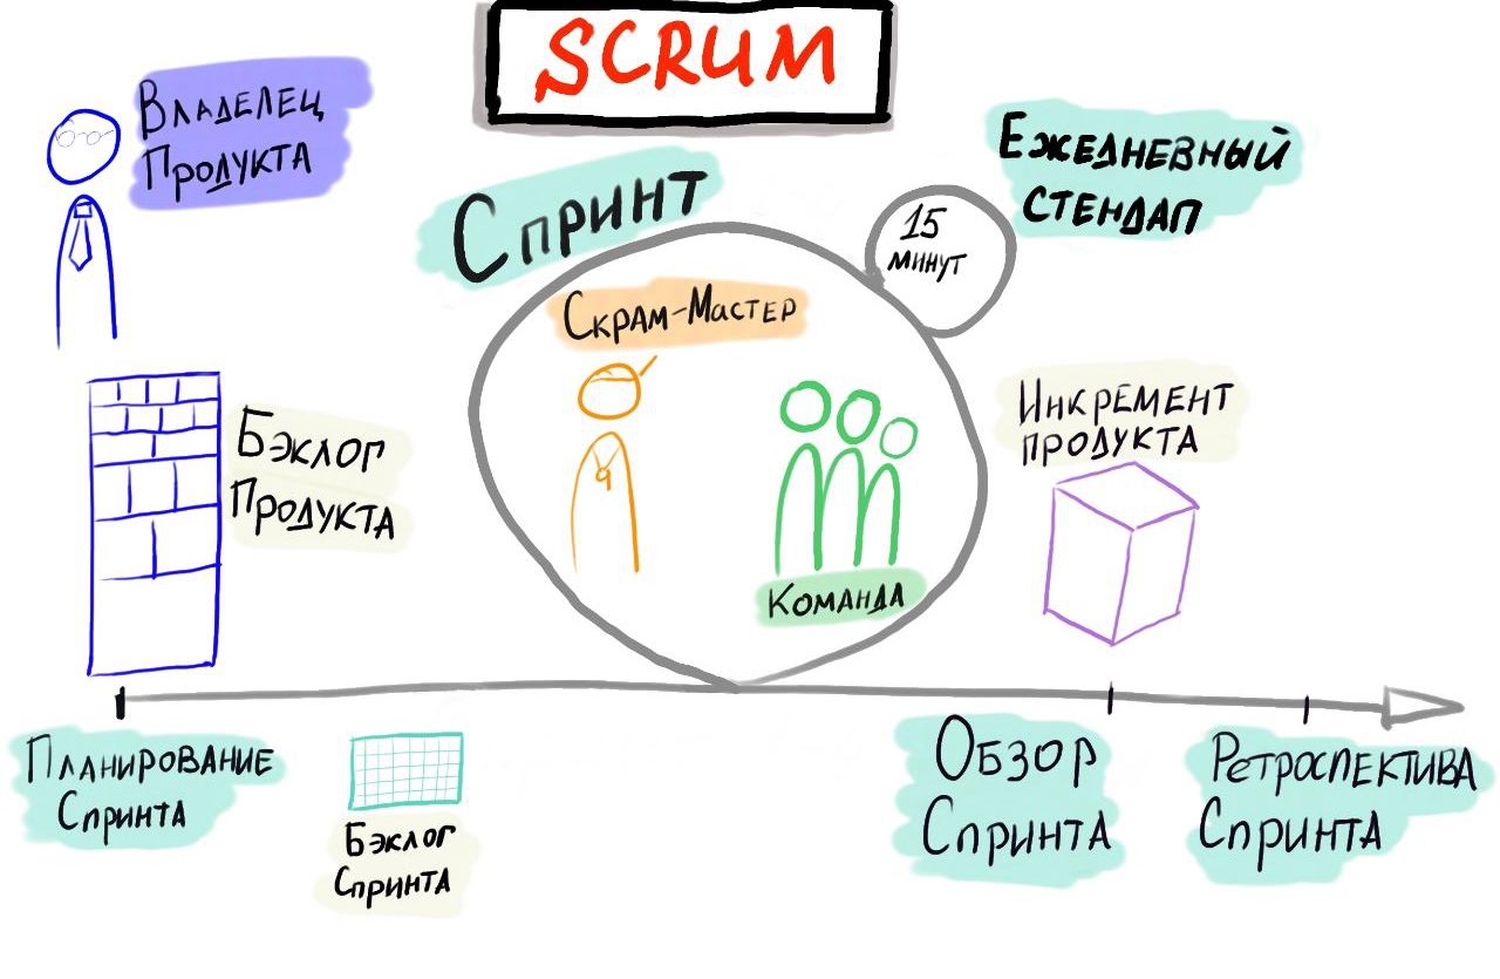 SCRUM
Владелец
Продукта
Спринт
Ежедневный
стендап
15
минут
Скрам-Мастер
Бэклог
Продукта
Инкремент
продукта
Команда
Планирование
Спринта
Бэклог
Спринта
Обзор
Спринта
Ретроспектива
Спринта